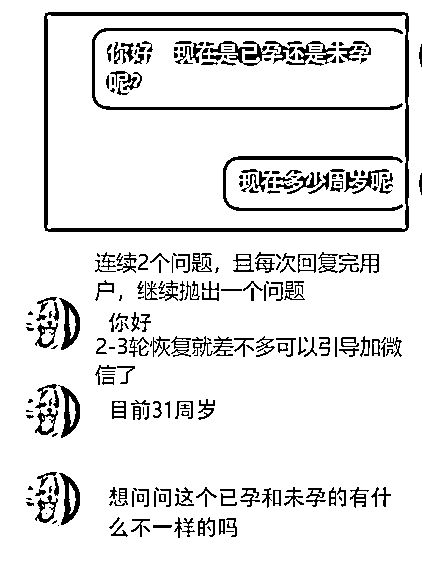 你好 现在是已孕还是未孕
呢?
现在多少周岁呢
连续2个问题，且每次回复完用
户，继续抛出一个问题
你好
2-3轮恢复就差不多可以引导加微
信了
目前31周岁
想问问这个已孕和未孕的有什
么不一样的吗